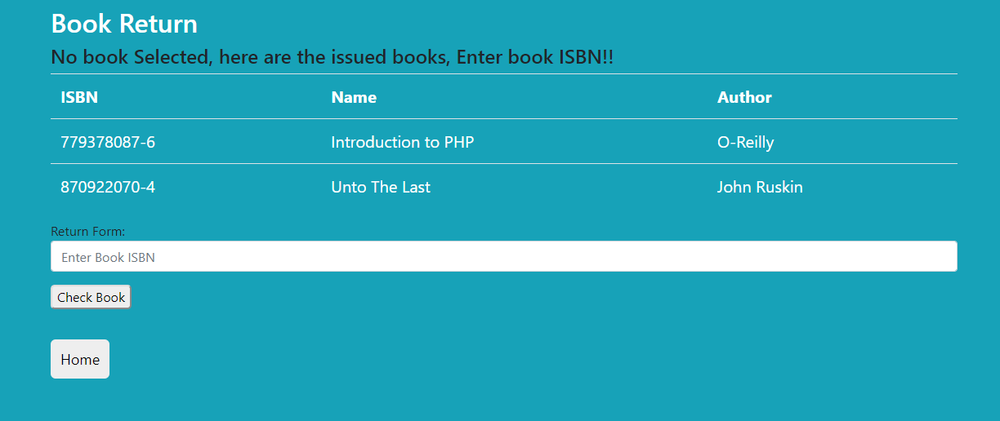 Book Return
No book Selected, here are the issued books, Enter book ISBN!!
ISBN Name Author
779378087-6 Introduction to PHP O-Reilly
870922070-4 Unto The Last John Ruskin
Return Form:
Enter Book ISBN
Check Book
Home